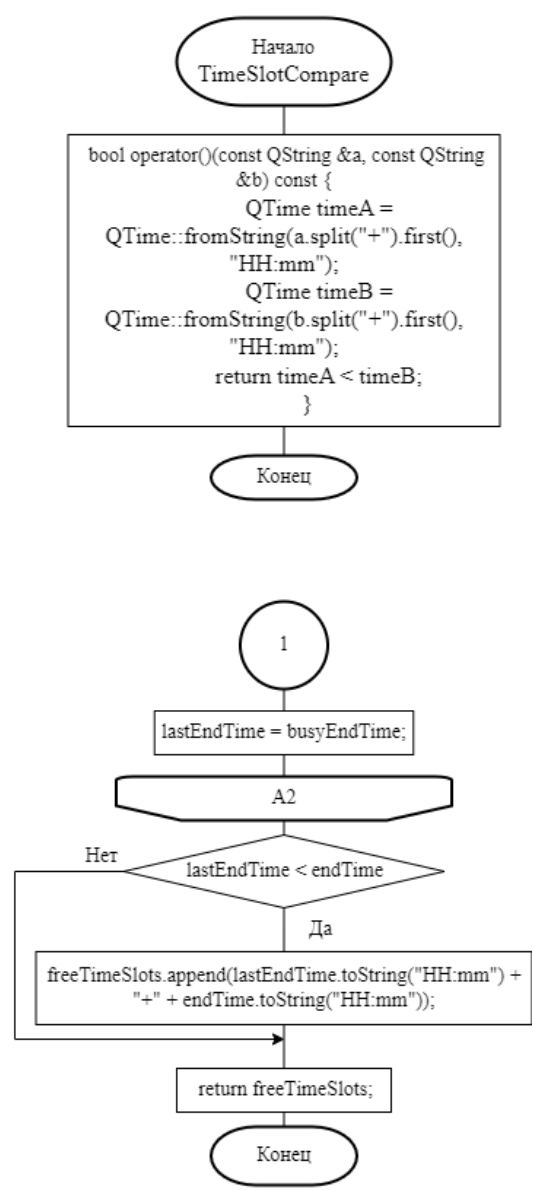 Начало
TimeSlotCompare
bool operator()(const QString &a, const QString
&b) const {
QTime timeA =
QTime::fromString(a.split("+").first(),
"HH:mm");
QTime timeB =
QTime::fromString(b.split("+").first(),
"HH:mm");
return timeA < timeB;
}
Конец
1
lastEndTime = busyEndTime;
A2
Нет
lastEndTime < endTime
Да
freeTimeSlots.append(lastEndTime.toString("HH:mm") +
"+" + endTime.toString("HH:mm"));
return freeTimeSlots;
Конец